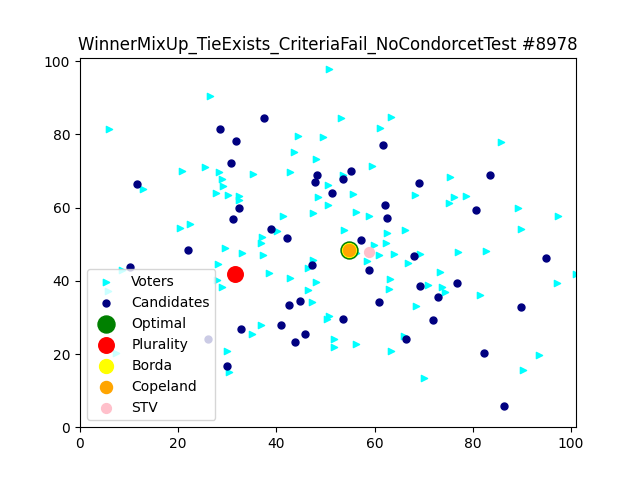 WinnerMixUp_TieExists_CriteriaFail_NoCondorcetTest #8978
100
80
60
40
20
0
Voters
Candidates
Optimal
Plurality
Borda
Copeland
STV
0 20 40 60 80 100